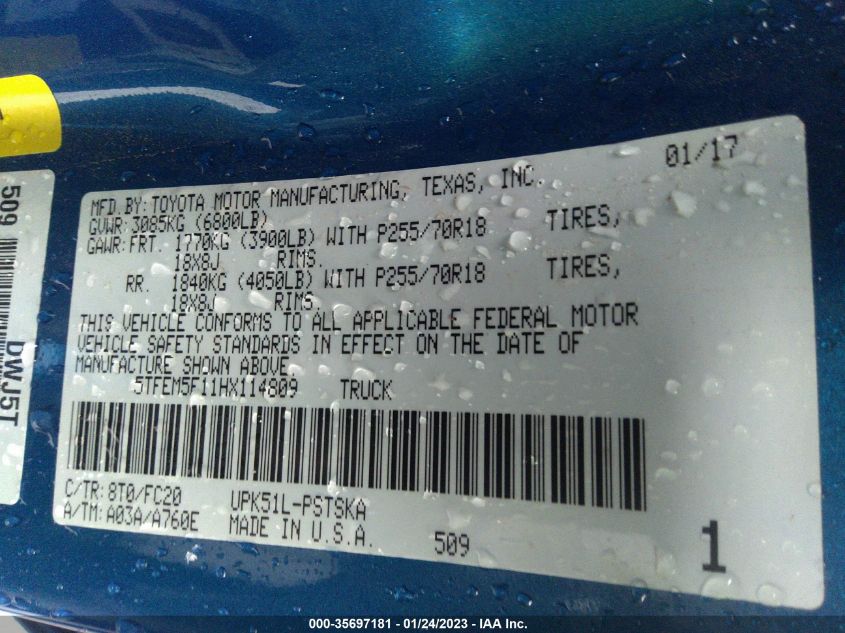 01/17
MFD BY: TOYOTA MOTOR MANUFACTURING, TEXAS, INC.
GVWR: 3085KG (6800LB)
GAWR: FRT. 1770KG (3900LB) WITH P255/70R18 TIRES,
18X8J RIMS.
RR. 1840KG (4050LB) WITH P255/70R18 TIRES,
18X8J RIMS.
THIS VEHICLE CONFORMS TO ALL APPLICABLE FEDERAL MOTOR
VEHICLE SAFETY STANDARDS IN EFFECT ON THE DATE OF
MANUFACTURE SHOWN ABOVE.
5TFEM5F11HX114809 TRUCK
C/TR: 8T0/FC20 UPK51L-PSTSKA
A/TM: A03A/A760E MADE IN U.S.A. 509
1
509
DWJ5T
000-35697181 - 01/24/2023 - IAA Inc.